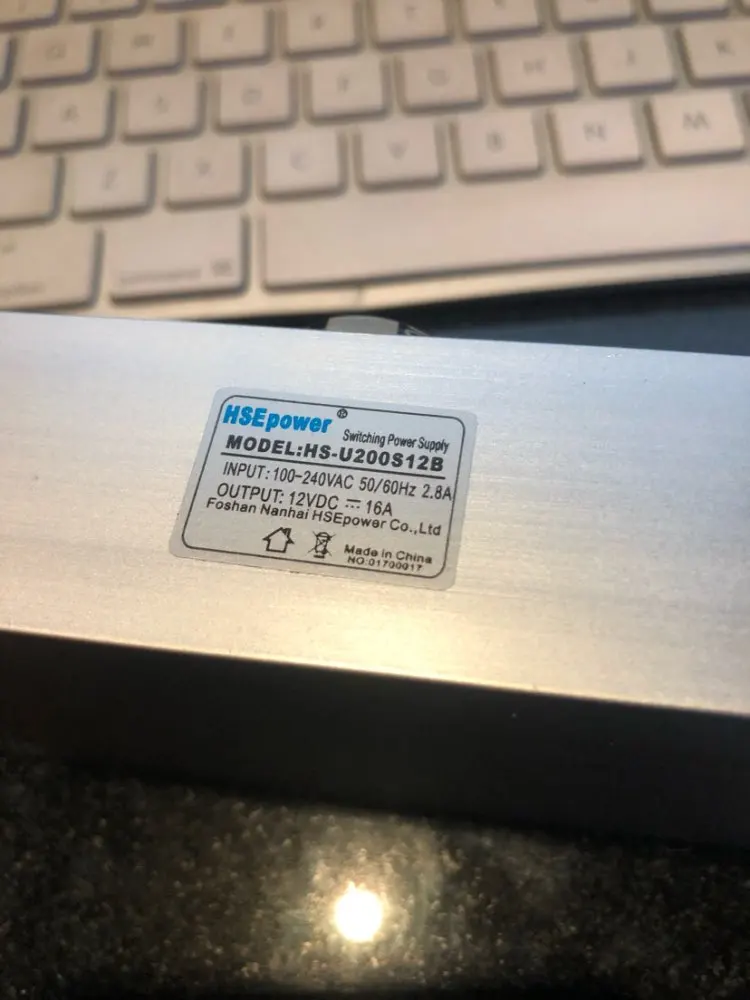 HSEpower®
Switching Power Supply
MODEL:HS-U200S12B
INPUT: 100-240VAC 50/60Hz 2.8A
OUTPUT: 12VDC ⎓ 16A
Foshan Nanhai HSEpower Co.,Ltd
Made in China
NO:01700017